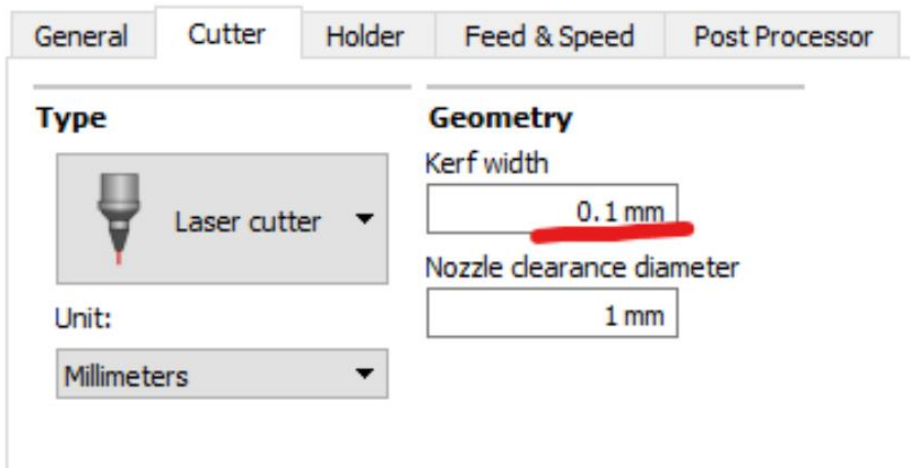 General Cutter Holder Feed & Speed Post Processor
Type
Laser cutter
Unit:
Millimeters
Geometry
Kerf width
0.1 mm
Nozzle clearance diameter
1 mm